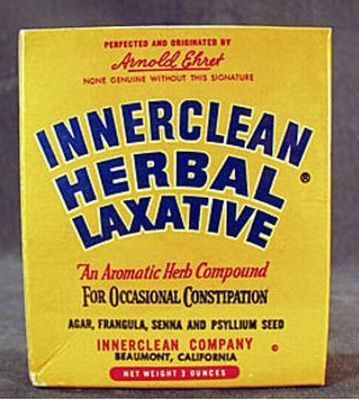 PERFECTED AND ORIGINATED BY
Arnold Ehret
NONE GENUINE WITHOUT THIS SIGNATURE
INNERCLEAN
HERBAL ®
LAXATIVE
An Aromatic Herb Compound
FOR OCCASIONAL CONSTIPATION
AGAR, FRANGULA, SENNA AND PSYLLIUM SEED
INNERCLEAN COMPANY ©
BEAUMONT, CALIFORNIA
NET WEIGHT 2 OUNCES